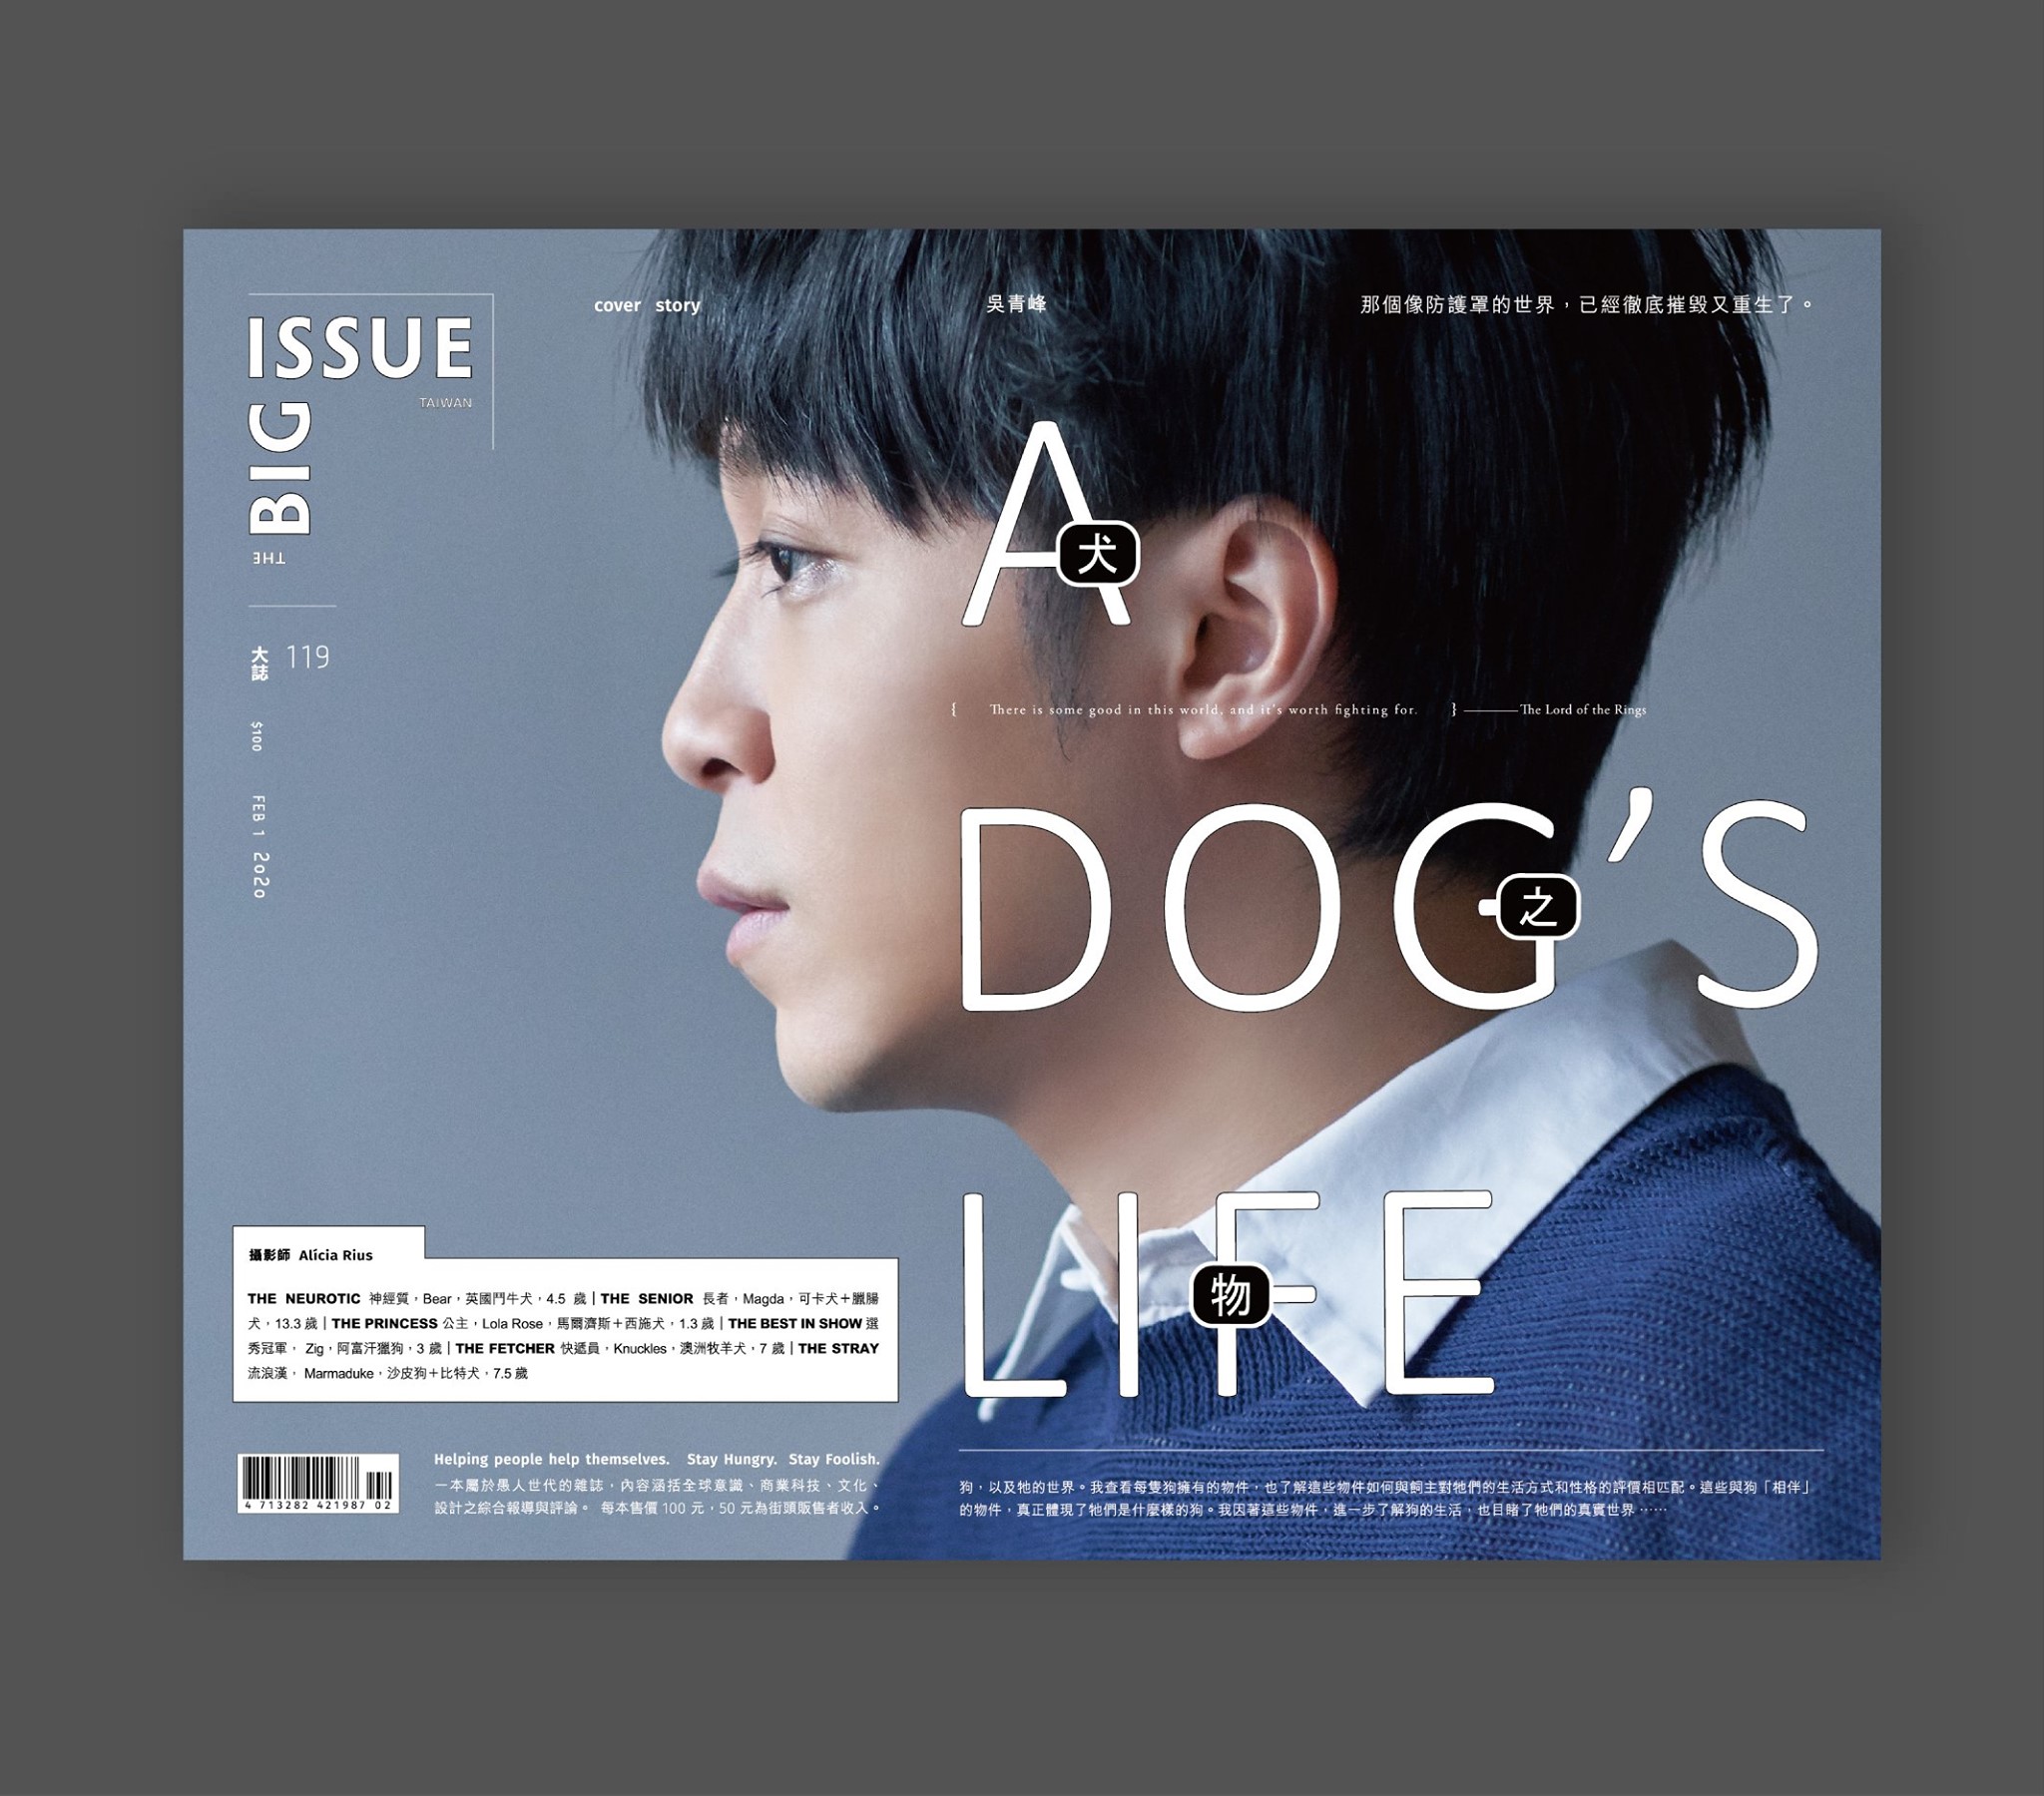 THE BIG ISSUE
TAIWAN
大誌 119
$100
FEB 1 2020
cover story
吳青峰
那個像防護罩的世界，已經徹底摧毀又重生了。
A
犬
{ There is some good in this world, and it's worth fighting for. } ——— The Lord of the Rings
DOG'S
之
LIFE
物
攝影師 Alícia Rius
THE NEUROTIC 神經質，Bear，英國鬥牛犬，4.5 歲 | THE SENIOR 長者，Magda，可卡犬＋臘腸
犬，13.3 歲 | THE PRINCESS 公主，Lola Rose，馬爾濟斯＋西施犬，1.3 歲 | THE BEST IN SHOW 選
秀冠軍， Zig，阿富汗獵狗，3 歲 | THE FETCHER 快遞員，Knuckles，澳洲牧羊犬，7 歲 | THE STRAY
流浪漢， Marmaduke，沙皮狗＋比特犬，7.5 歲
4 713282 421987 02
Helping people help themselves. Stay Hungry. Stay Foolish.
一本屬於愚人世代的雜誌，內容涵括全球意識、商業科技、文化、
設計之綜合報導與評論。 每本售價 100 元，50 元為街頭販售者收入。
狗，以及牠的世界。我查看每隻狗擁有的物件，也了解這些物件如何與飼主對牠們的生活方式和性格的評價相匹配。這些與狗「相伴」
的物件，真正體現了牠們是什麼樣的狗。我因著這些物件，進一步了解狗的生活，也目睹了牠們的真實世界……